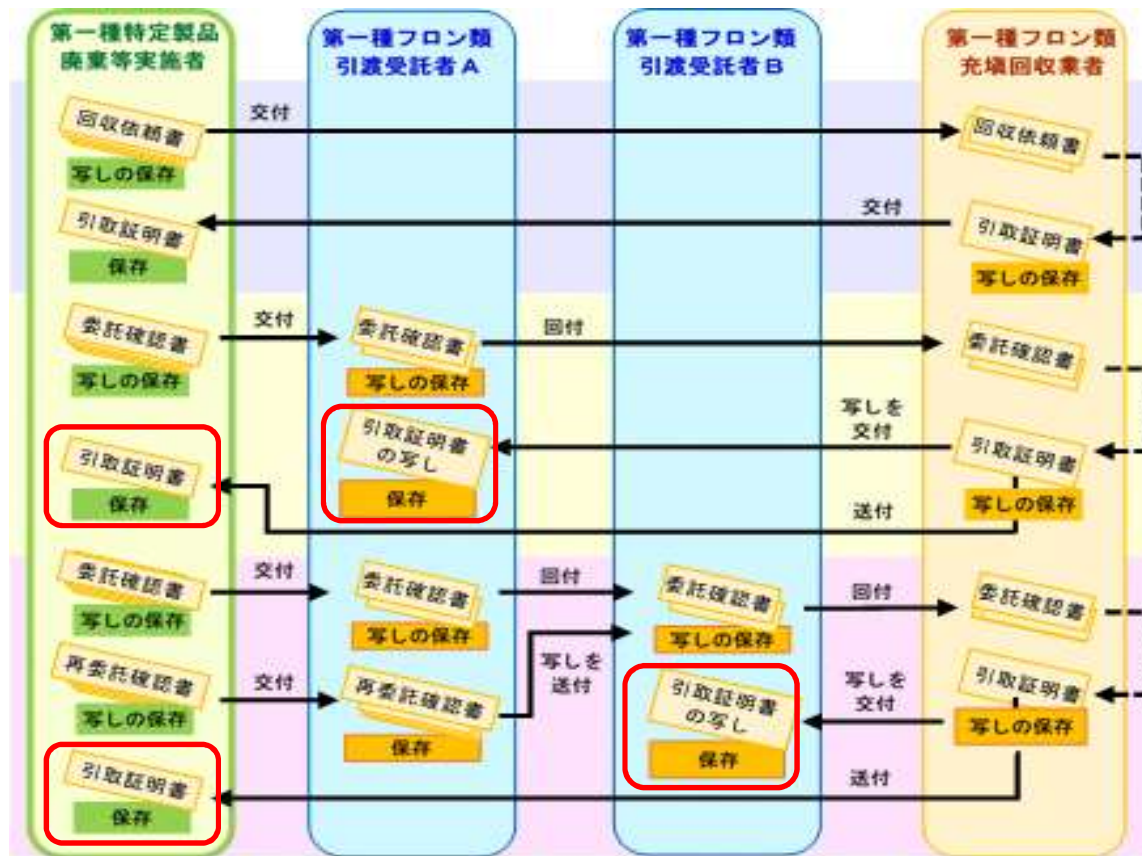 第一種特定製品
廃棄等実施者
第一種フロン類
引渡受託者A
第一種フロン類
引渡受託者B
第一種フロン類
充塡回収業者
回収依頼書
写しの保存
交付
回収依頼書
引取証明書
保存
交付
引取証明書
写しの保存
委託確認書
写しの保存
交付
委託確認書
写しの保存
回付
委託確認書
引取証明書
保存
引取証明書
の写し
保存
写しを
交付
引取証明書
写しの保存
送付
委託確認書
写しの保存
交付
委託確認書
写しの保存
回付
委託確認書
写しの保存
回付
委託確認書
再委託確認書
写しの保存
交付
再委託確認書
保存
写しを
送付
引取証明書
の写し
保存
写しを
交付
引取証明書
写しの保存
引取証明書
保存
送付